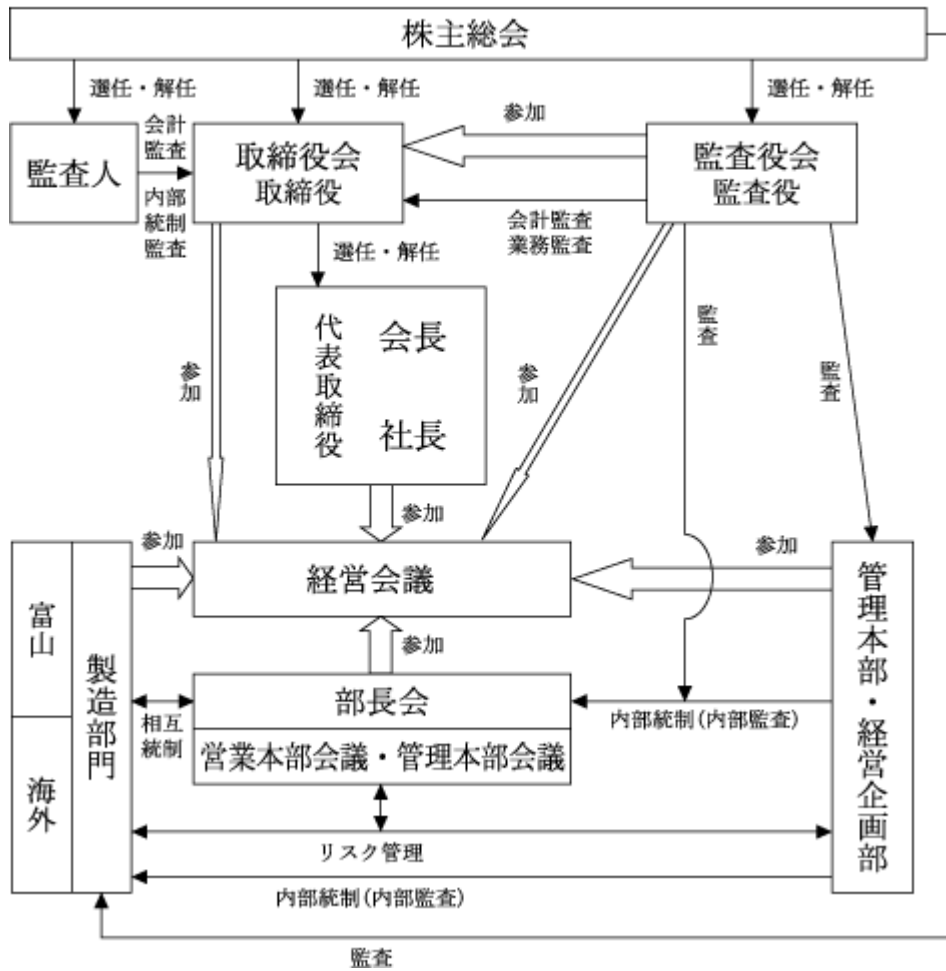 株主総会
選任・解任
選任・解任
選任・解任
監査人
会計
監査
内部
統制
監査
取締役会
取締役
参加
会計監査
業務監査
監査役会
監査役
選任・解任
代表取締役
会長
社長
参加
参加
監査
監査
参加
参加
参加
経営会議
参加
富山
海外
製造部門
相互
統制
部長会
営業本部会議・管理本部会議
内部統制(内部監査)
管理本部・経営企画部
リスク管理
内部統制(内部監査)
監査